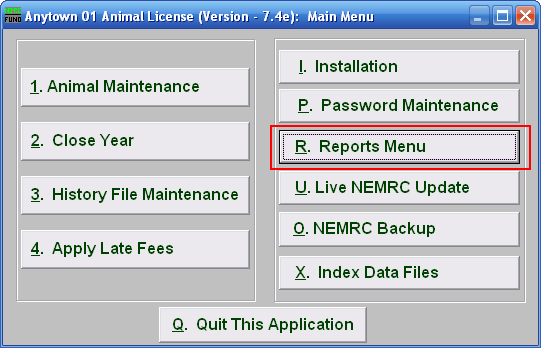 Anytown 01 Animal License (Version - 7.4e): Main Menu
1. Animal Maintenance
2. Close Year
3. History File Maintenance
4. Apply Late Fees
I. Installation
P. Password Maintenance
R. Reports Menu
U. Live NEMRC Update
O. NEMRC Backup
X. Index Data Files
Q. Quit This Application